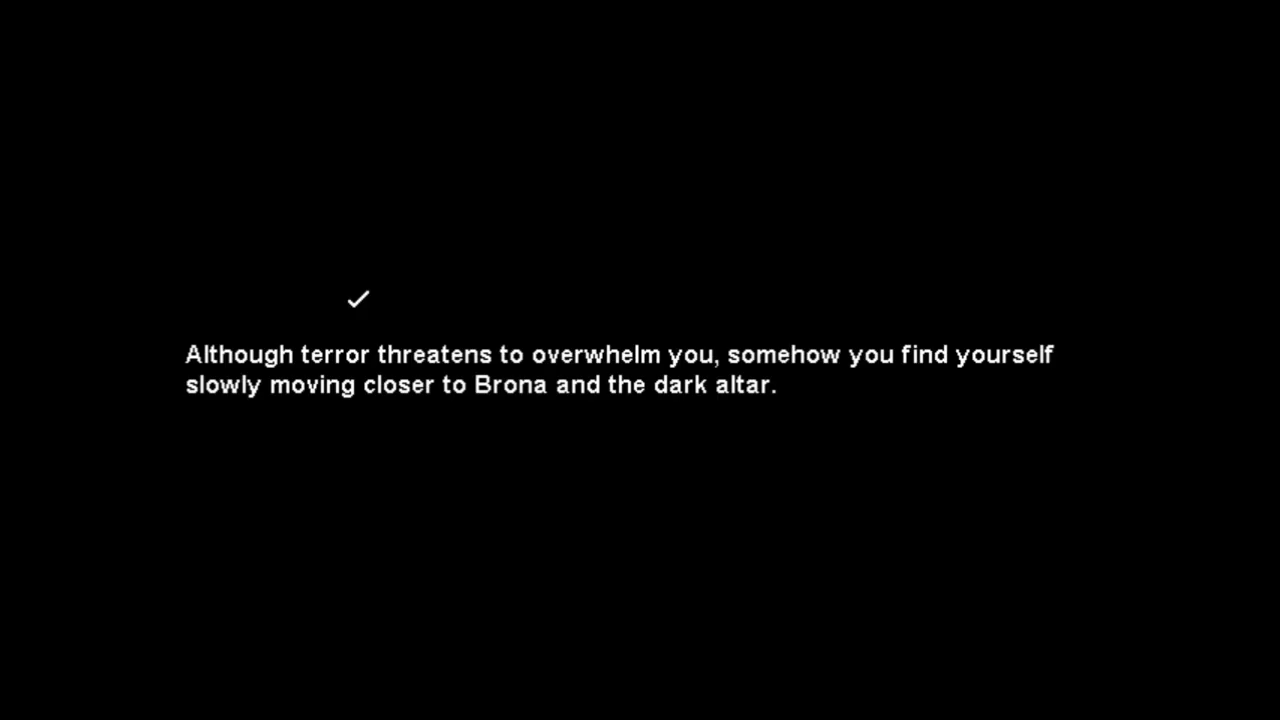 Although terror threatens to overwhelm you, somehow you find yourself
slowly moving closer to Brona and the dark altar.